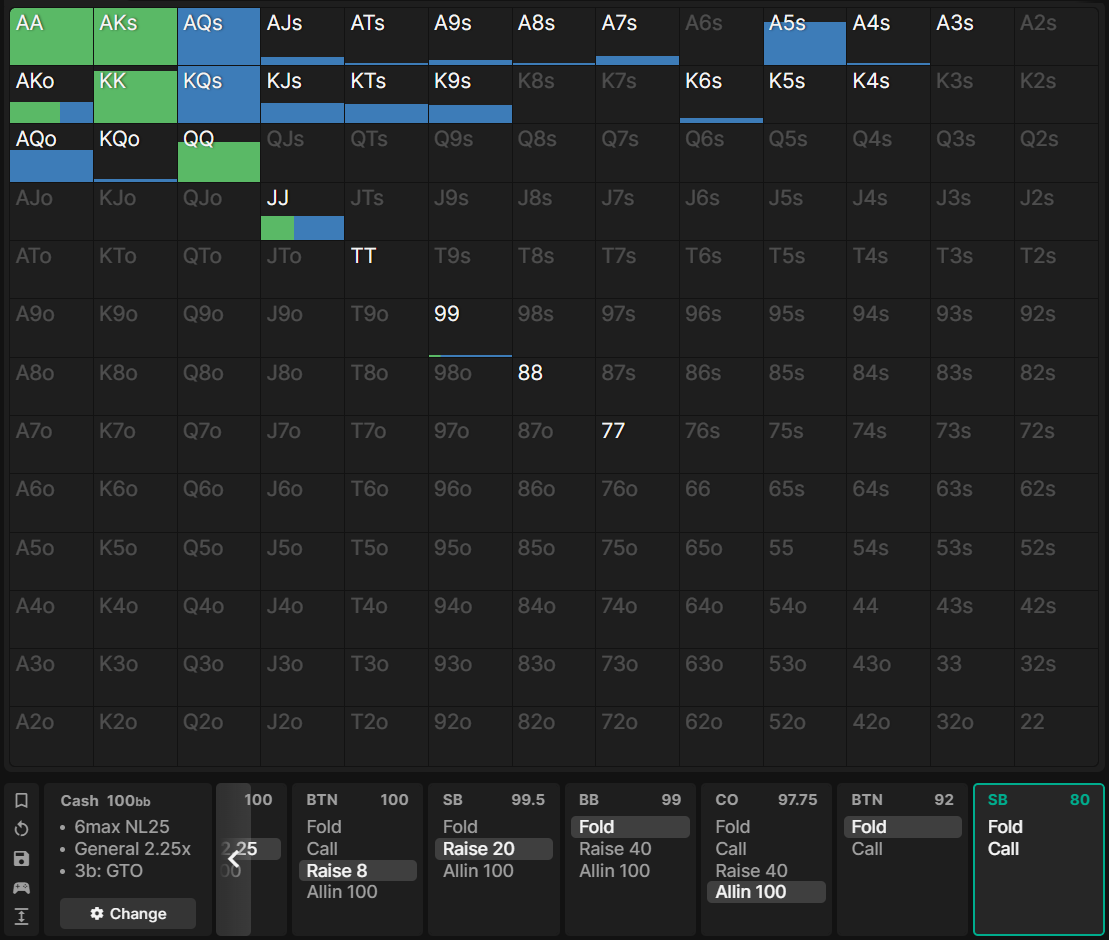 AA AKs AQs AJs ATs A9s A8s A7s A6s A5s A4s A3s A2s
AKo KK KQs KJs KTs K9s K8s K7s K6s K5s K4s K3s K2s
AQo KQo QQ QJs QTs Q9s Q8s Q7s Q6s Q5s Q4s Q3s Q2s
AJo KJo QJo JJ JTs J9s J8s J7s J6s J5s J4s J3s J2s
ATo KTo QTo JTo TT T9s T8s T7s T6s T5s T4s T3s T2s
A9o K9o Q9o J9o T9o 99 98s 97s 96s 95s 94s 93s 92s
A8o K8o Q8o J8o T8o 98o 88 87s 86s 85s 84s 83s 82s
A7o K7o Q7o J7o T7o 97o 87o 77 76s 75s 74s 73s 72s
A6o K6o Q6o J6o T6o 96o 86o 76o 66 65s 64s 63s 62s
A5o K5o Q5o J5o T5o 95o 85o 75o 65o 55 54s 53s 52s
A4o K4o Q4o J4o T4o 94o 84o 74o 64o 54o 44 43s 42s
A3o K3o Q3o J3o T3o 93o 83o 73o 63o 53o 43o 33 32s
A2o K2o Q2o J2o T2o 92o 82o 72o 62o 52o 42o 32o 22
Cash 100bb
• 6max NL25
• General 2.25x
• 3b: GTO
Change
100
2.25
00
BTN 100
Fold
Call
Raise 8
Allin 100
SB 99.5
Fold
Raise 20
Allin 100
BB 99
Fold
Raise 40
Allin 100
CO 97.75
Fold
Call
Raise 40
Allin 100
BTN 92
Fold
Call
SB 80
Fold
Call